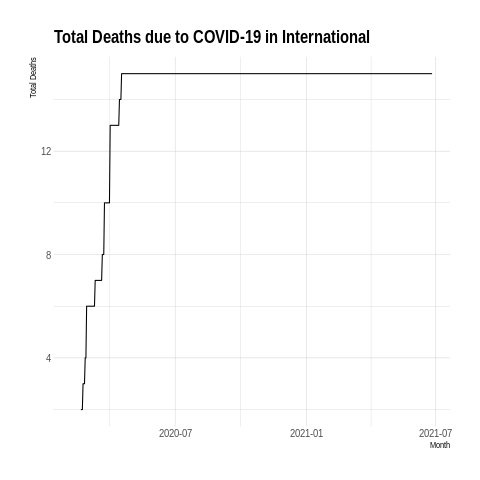 Total Deaths due to COVID-19 in International
Total Deaths
12
8
4
2020-07
2021-01
2021-07
Month